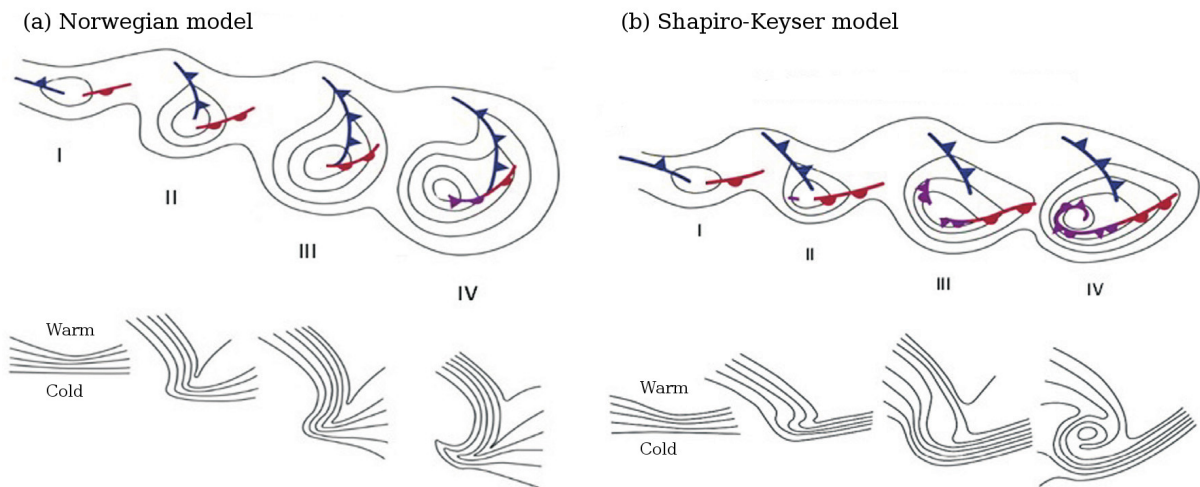 (a) Norwegian model
I
II
III
IV
Warm
Cold
(b) Shapiro-Keyser model
I
II
III
IV
Warm
Cold